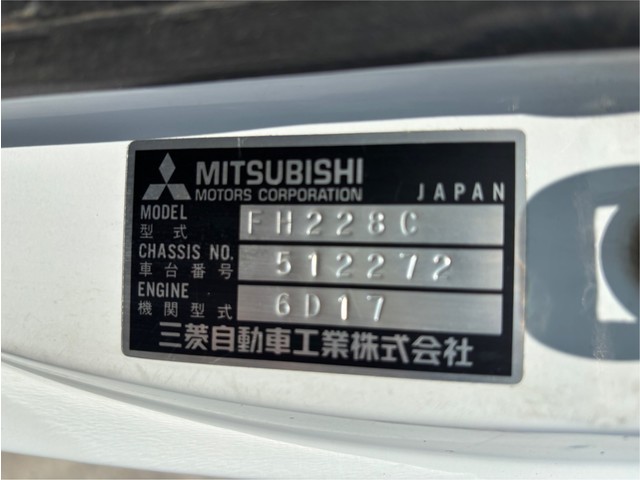 MITSUBISHI
MOTORS CORPORATION JAPAN
MODEL
型式 FH228C
CHASSIS NO.
車台番号 512272
ENGINE
機関型式 6D17
三菱自動車工業株式会社